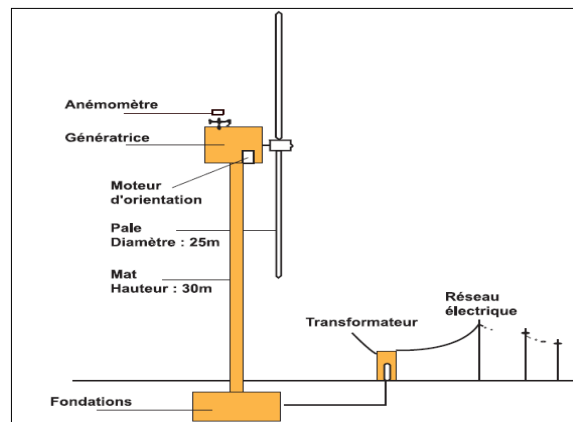 Anémomètre
Génératrice
Moteur
d'orientation
Pale
Diamètre : 25m
Mat
Hauteur : 30m
Réseau
électrique
Transformateur
Fondations